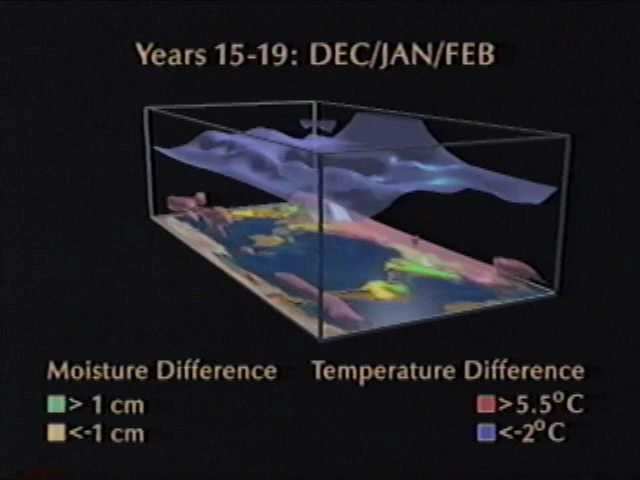 Years 15-19: DEC/JAN/FEB
Moisture Difference Temperature Difference
> 1 cm >5.5°C
<-1 cm <-2°C